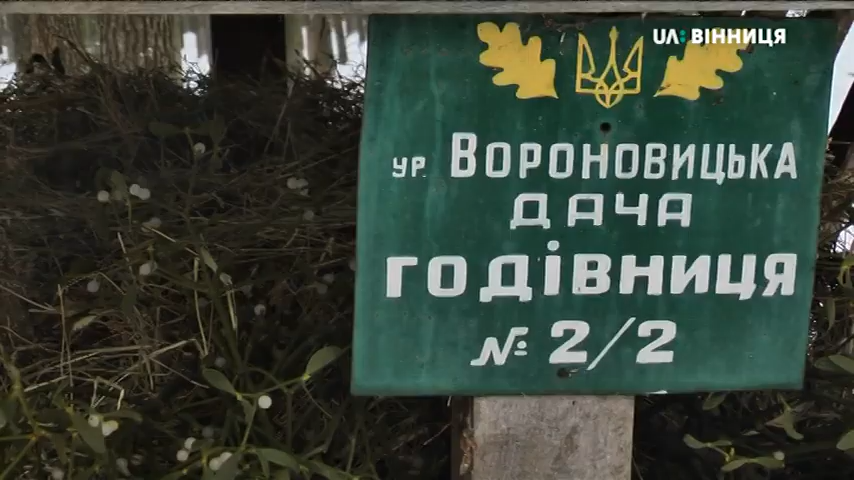 UA: ВІННИЦЯ
ур. Вороновицька
дача
годівниця
№ 2/2